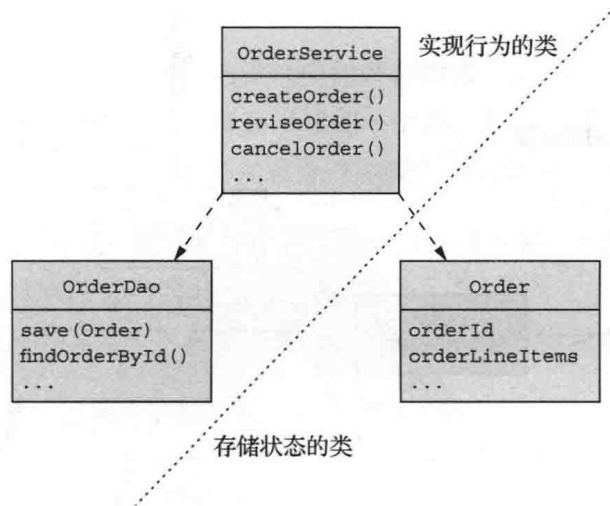 OrderService
实现行为的类
createOrder()
reviseOrder()
cancelOrder()
...
OrderDao
save(Order)
findOrderById()
...
Order
orderId
orderLineItems
...
存储状态的类